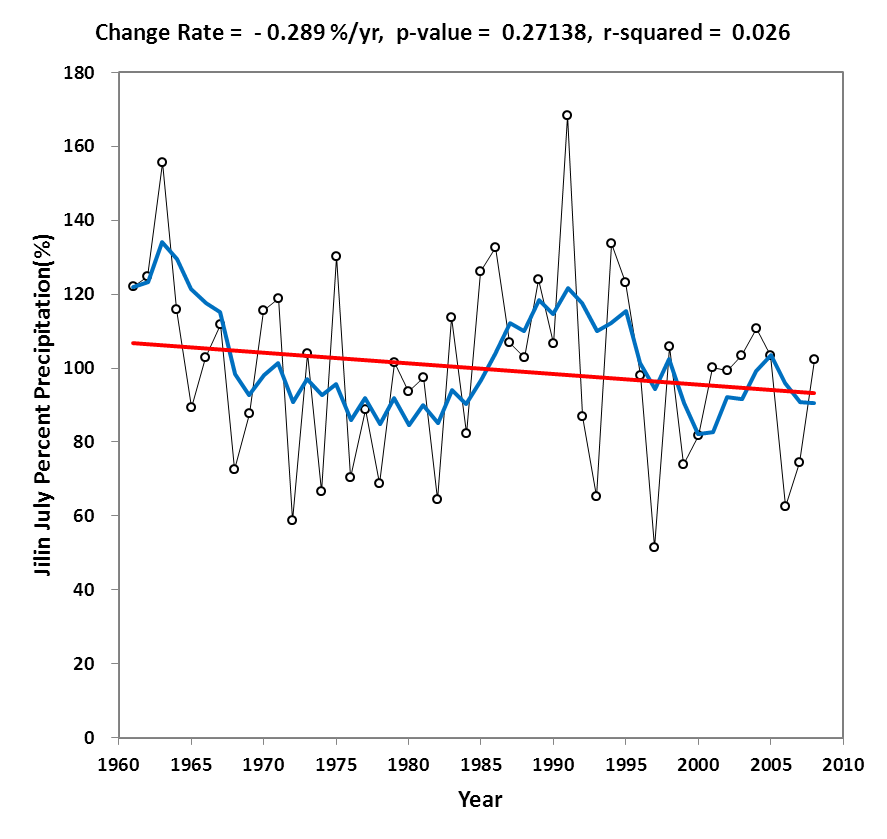 Change Rate = - 0.289 %/yr, p-value = 0.27138, r-squared = 0.026
180
160
140
120
100
80
60
40
20
0
Jilin July Percent Precipitation(%)
1960 1965 1970 1975 1980 1985 1990 1995 2000 2005 2010
Year